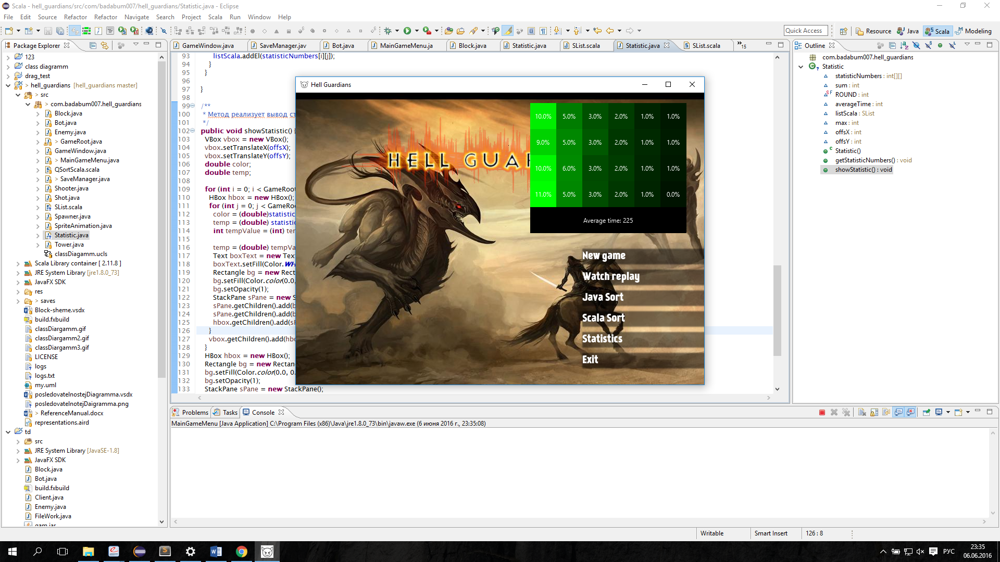 Scala - hell_guardians/src/com/badabum007/hell_guardians/Statistic.java - Eclipse
File Edit Source Refactor Refactor Navigate Search Project Scala Run Window Help
Quick Access
Resource Java Scala Modeling
Package Explorer
123
class diagramm
drag_test
> hell_guardians [hell_guardians master]
> src
> com.badabum007.hell_guardians
Block.java
Bot.java
Enemy.java
> GameRoot.java
GameWindow.java
> MainGameMenu.java
QSortScala.scala
> SaveManager.java
Shooter.java
Shot.java
SList.scala
Spawner.java
SpriteAnimation.java
Statistic.java
Tower.java
classDiagamm.ucls
Scala Library container [ 2.11.8 ]
JRE System Library [jre1.8.0_73]
JavaFX SDK
res
> saves
Block-sheme.vsdx
build.fxbuild
classDiargamm.gif
classDiargamm2.gif
classDiargamm3.gif
LICENSE
logs
logs.txt
my.uml
posledovatelnostejDiagramma.vsdx
posledovatelnotejDaigramma.png
> ReferenceManual.docx
representations.aird
td
src
JRE System Library [JavaSE-1.8]
JavaFX SDK
Block.java
Bot.java
build.fxbuild
Client.java
Enemy.java
FileWork.java
gam.jar
GameWindow.java SaveManager.jav Bot.java MainGameMenu.ja Block.java Statistic.java SList.scala Statistic.java SList.scala »15
93 listScala.addEl(statisticNumbers[i][j]);
94 }
95 }
96
97 }
98
99 /**
100 * Метод реализует вывод ст
101 */
102 public void showStatistic() {
103 VBox vbox = new VBox();
104 vbox.setTranslateX(offsX);
105 vbox.setTranslateY(offsY);
106 double color;
107 double temp;
108
109 for (int i = 0; i < GameRoot
110 HBox hbox = new HBox();
111 for (int j = 0; j < GameRo
112 color = (double)statistic
113 temp = (double) statist
114 int tempValue = (int) ten
115
116 temp = (double) tempVa
117 Text boxText = new Text
118 boxText.setFill(Color.WH
119 Rectangle bg = new Rect
120 bg.setFill(Color.color(0.0,
121 bg.setOpacity(1);
122 StackPane sPane = new S
123 sPane.getChildren().add(b
124 sPane.getChildren().add(b
125 hbox.getChildren().add(sP
126 }
127 vbox.getChildren().add(hbo
128 }
129 HBox hbox = new HBox();
130 Rectangle bg = new Rectan
131 bg.setFill(Color.color(0.0, 0.
132 bg.setOpacity(1);
133 StackPane sPane = new StackPane();
Hell Guardians
HELL GUAR
10.0% 5.0% 3.0% 2.0% 1.0% 1.0%
9.0% 5.0% 3.0% 2.0% 1.0% 1.0%
10.0% 6.0% 3.0% 2.0% 1.0% 1.0%
11.0% 5.0% 3.0% 2.0% 1.0% 0.0%
Average time: 225
New game
Watch replay
Java Sort
Scala Sort
Statistics
Exit
Outline
com.badabum007.hell_guardians
Statistic
statisticNumbers : int[][]
sum : int
ROUND : int
averageTime : int
listScala : SList
max : int
offsX : int
offsY : int
Statistic()
getStatisticNumbers() : void
showStatistic() : void
Problems Tasks Console
MainGameMenu [Java Application] C:\Program Files (x86)\Java\jre1.8.0_73\bin\javaw.exe (6 июня 2016 г., 23:35:08)
Writable Smart Insert 126 : 8
РУС
23:35
06.06.2016